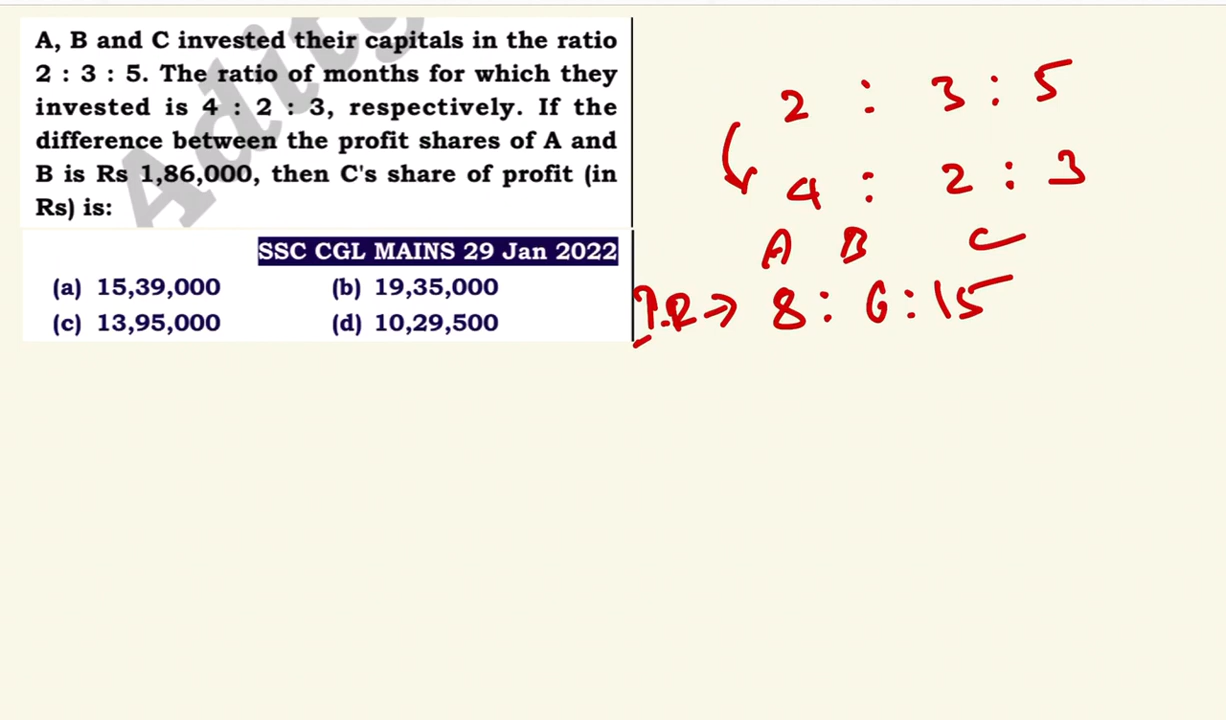 A, B and C invested their capitals in the ratio
2 : 3 : 5. The ratio of months for which they
invested is 4 : 2 : 3, respectively. If the
difference between the profit shares of A and
B is Rs 1,86,000, then C's share of profit (in
Rs) is:
SSC CGL MAINS 29 Jan 2022
(a) 15,39,000 (b) 19,35,000
(c) 13,95,000 (d) 10,29,500
Adity
2 : 3 : 5
4 : 2 : 3
A B C
P.R → 8 : 6 : 15